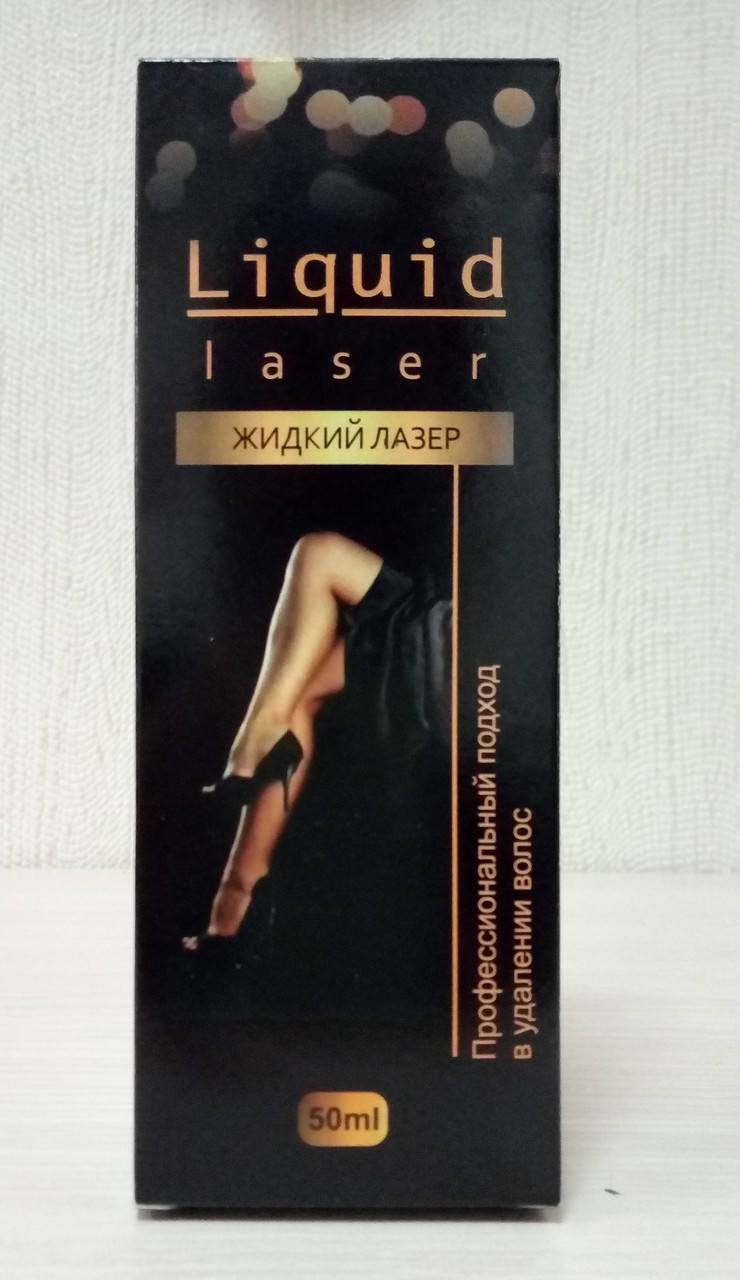 Liquid
laser
ЖИДКИЙ ЛАЗЕР
Профессиональный подход
в удалении волос
50ml